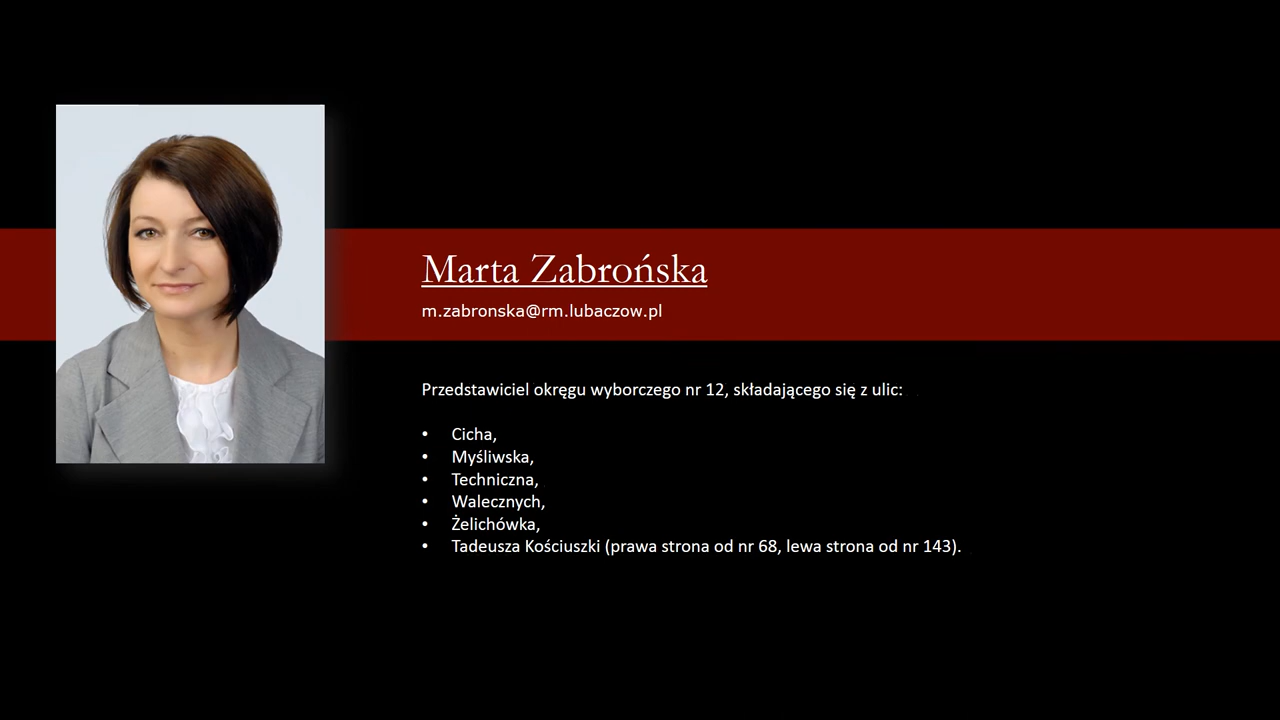 Marta Zabrońska
m.zabronska@rm.lubaczow.pl
Przedstawiciel okręgu wyborczego nr 12, składającego się z ulic:
• Cicha,
• Myśliwska,
• Techniczna,
• Walecznych,
• Żelichówka,
• Tadeusza Kościuszki (prawa strona od nr 68, lewa strona od nr 143).